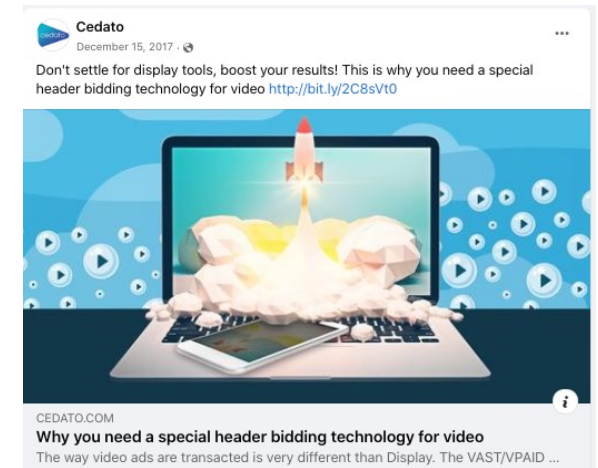 cedato
Cedato
December 15, 2017 ·
Don't settle for display tools, boost your results! This is why you need a special
header bidding technology for video http://bit.ly/2C8sVt0
i
CEDATO.COM
Why you need a special header bidding technology for video
The way video ads are transacted is very different than Display. The VAST/VPAID ...